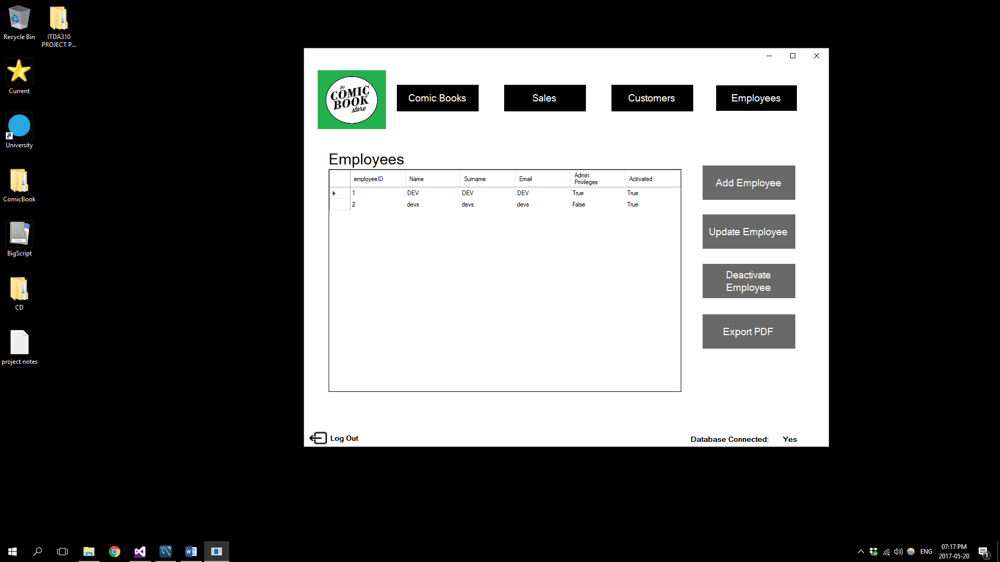 Recycle Bin
ITDA310
PROJECT P...
Current
University
ComicBook
BigScript
CD
project notes
the
COMIC
BOOK
store
Comic Books
Sales
Customers
Employees
Employees
employeeID Name Surname Email Admin Privileges Activated
1 DEV DEV DEV True True
2 devs devs devs False True
Add Employee
Update Employee
Deactivate
Employee
Export PDF
Log Out
Database Connected: Yes
ENG
07:17 PM
2017-05-20
1